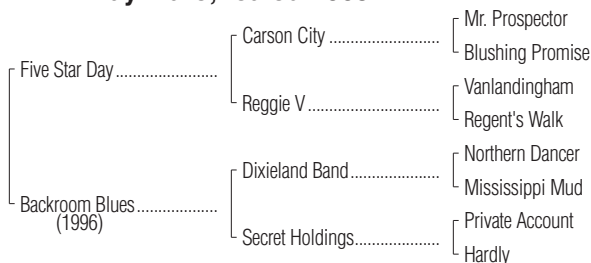 Carson City
Mr. Prospector
Blushing Promise
Five Star Day
Reggie V
Vanlandingham
Regent's Walk
Dixieland Band
Northern Dancer
Mississippi Mud
Backroom Blues
(1996)
Secret Holdings
Private Account
Hardly